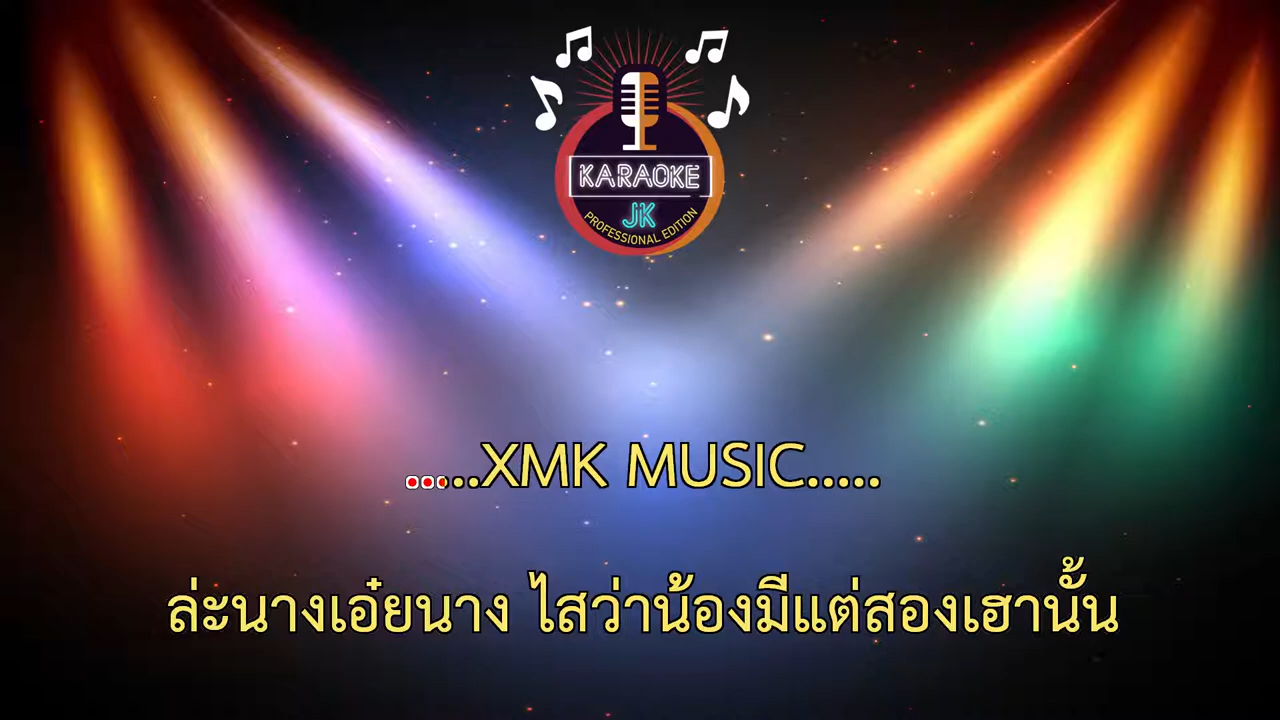 KARAOKE
JK
PROFESSIONAL EDITION
.....XMK MUSIC.....
ล่ะนางเอ๋ยนาง ไสว่าน้องมีแต่สองเฮานั้น